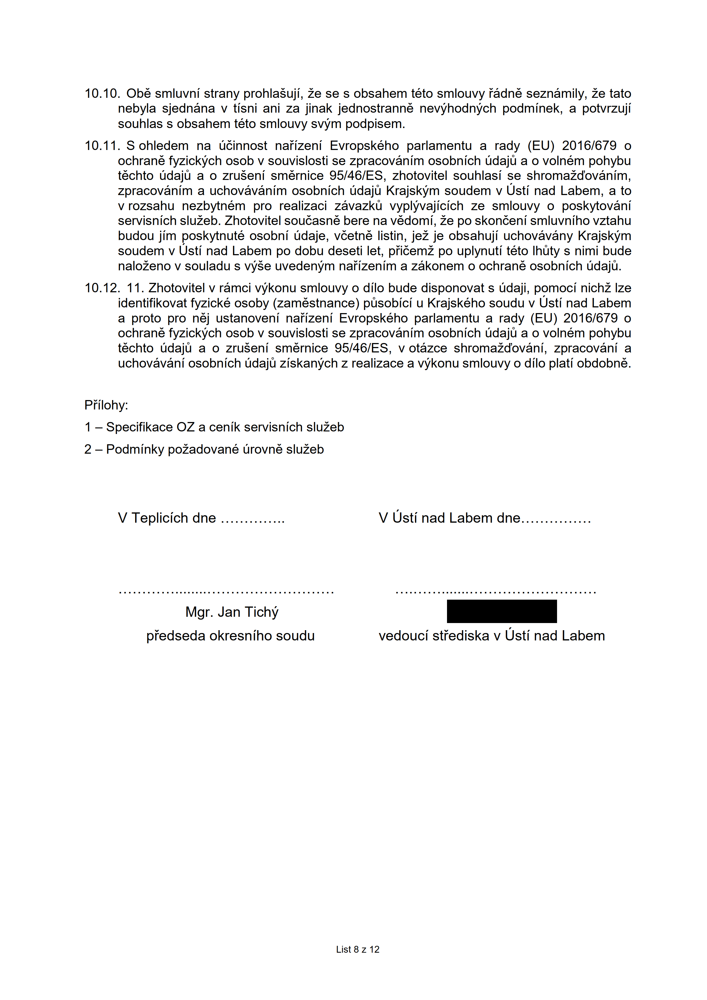 10.10. Obě smluvní strany prohlašují, že se s obsahem této smlouvy řádně seznámily, že tato
nebyla sjednána v tísni ani za jinak jednostranně nevýhodných podmínek, a potvrzují
souhlas s obsahem této smlouvy svým podpisem.
10.11. S ohledem na účinnost nařízení Evropského parlamentu a rady (EU) 2016/679 o
ochraně fyzických osob v souvislosti se zpracováním osobních údajů a o volném pohybu
těchto údajů a o zrušení směrnice 95/46/ES, zhotovitel souhlasí se shromažďováním,
zpracováním a uchováváním osobních údajů Krajským soudem v Ústí nad Labem, a to
v rozsahu nezbytném pro realizaci závazků vyplývajících ze smlouvy o poskytování
servisních služeb. Zhotovitel současně bere na vědomí, že po skončení smluvního vztahu
budou jím poskytnuté osobní údaje, včetně listin, jež je obsahují uchovávány Krajským
soudem v Ústí nad Labem po dobu deseti let, přičemž po uplynutí této lhůty s nimi bude
naloženo v souladu s výše uvedeným nařízením a zákonem o ochraně osobních údajů.
10.12. 11. Zhotovitel v rámci výkonu smlouvy o dílo bude disponovat s údaji, pomocí nichž lze
identifikovat fyzické osoby (zaměstnance) působící u Krajského soudu v Ústí nad Labem
a proto pro něj ustanovení nařízení Evropského parlamentu a rady (EU) 2016/679 o
ochraně fyzických osob v souvislosti se zpracováním osobních údajů a o volném pohybu
těchto údajů a o zrušení směrnice 95/46/ES, v otázce shromažďování, zpracování a
uchovávání osobních údajů získaných z realizace a výkonu smlouvy o dílo platí obdobně.
Přílohy:
1 – Specifikace OZ a ceník servisních služeb
2 – Podmínky požadované úrovně služeb
V Teplicích dne ………….. V Ústí nad Labem dne……………
………….........……………………… ….…….......………………………
Mgr. Jan Tichý
předseda okresního soudu vedoucí střediska v Ústí nad Labem
List 8 z 12